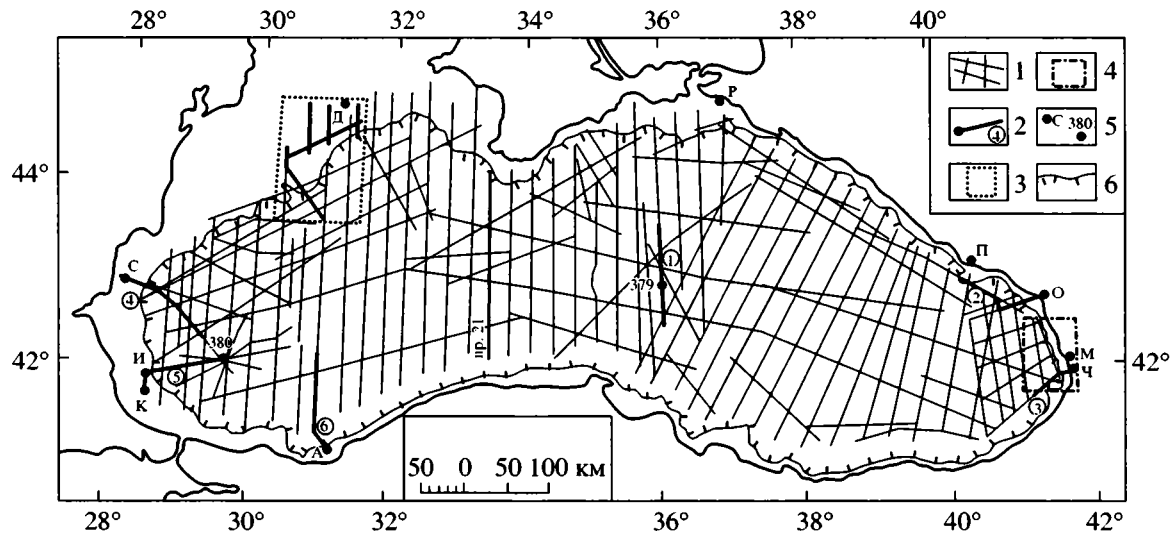 28° 30° 32° 34° 36° 38° 40°
1 4
2 ④ С 380 5
3 6
Р
Д
44°
С
П
④
①
379
②
О
380
пр. 21
42°
И
⑤
К
М
Ч
42°
③
⑥
А
50 0 50 100 км
28° 30° 32° 36° 38° 40° 42°